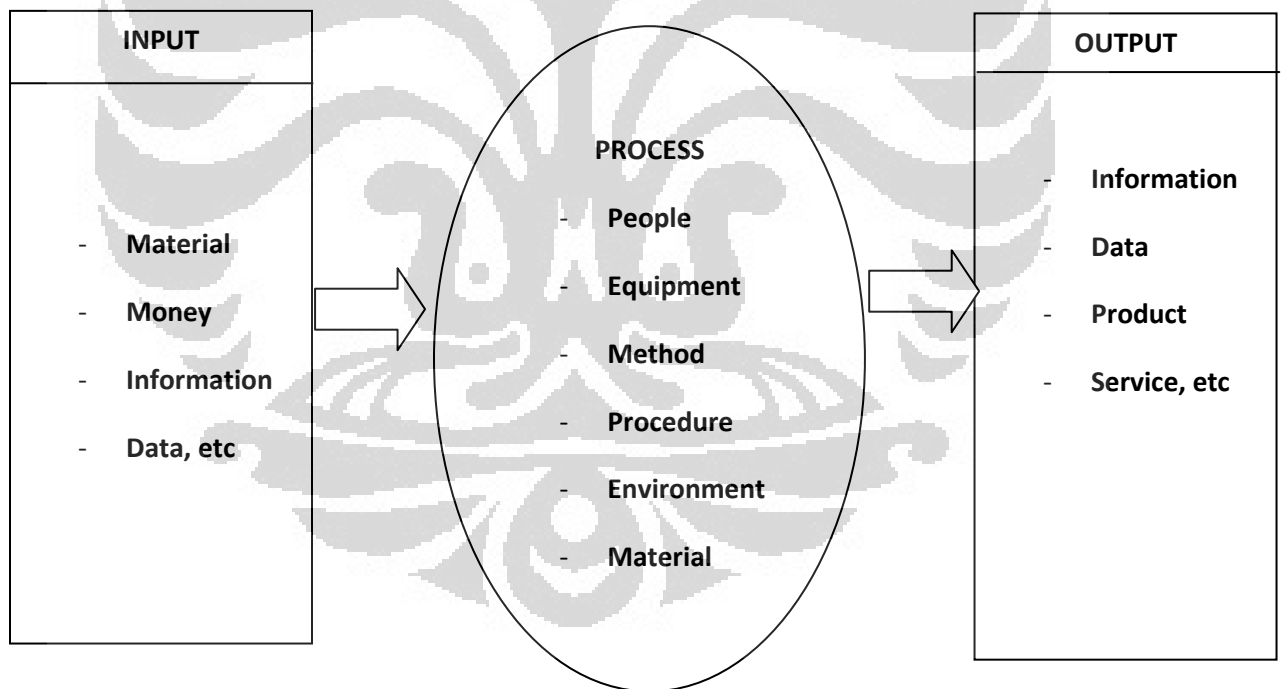 INPUT
- Material
- Money
- Information
- Data, etc
PROCESS
- People
- Equipment
- Method
- Procedure
- Environment
- Material
OUTPUT
- Information
- Data
- Product
- Service, etc